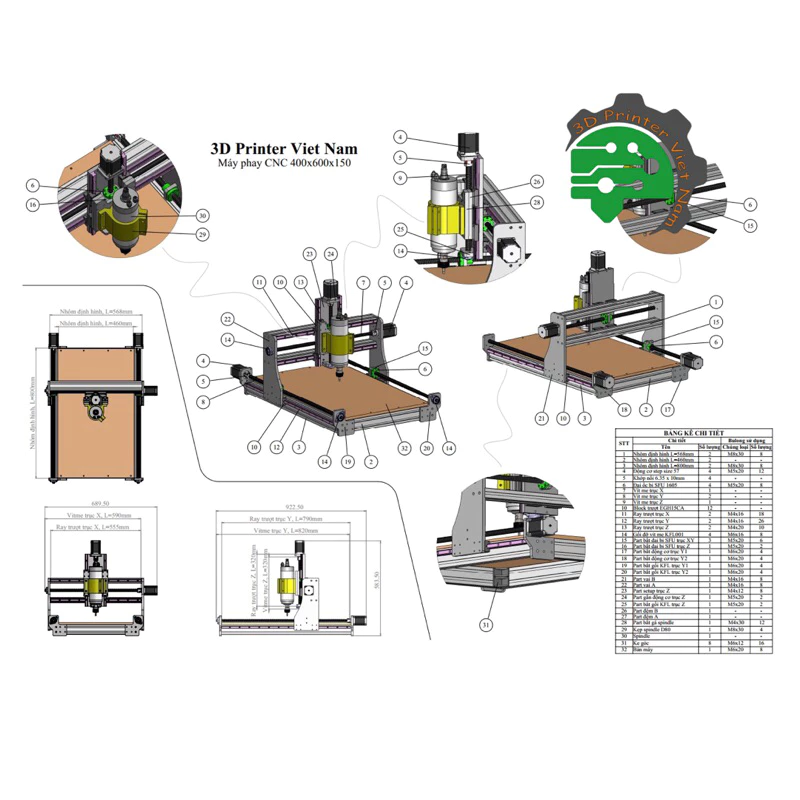 3D Printer Viet Nam
Máy phay CNC 400x600x150
3D Printer Viet Nam
4
5
9
26
28
25
14
6
16
30
29
6
15
24
23
13
10
11
7
5
4
22
14
15
6
4
5
8
10
12
3
14
19
2
32
20
14
1
15
6
21
10
3
18
2
17
31
Nhôm định hình, L=568mm
Nhôm định hình, L=460mm
Nhôm định hình, L=800mm
689.50
Vitme trục X, L=590mm
Ray trượt trục X, L=555mm
922.50
Ray trượt trục Y, L=790mm
Vitme trục Y, L=820mm
583.50
BẢNG KÊ CHI TIẾT
STT Chi tiết Bulong sử dụng
Tên Số lượng Chủng loại Số lượng
1 Nhôm định hình L=568mm 2 M8x30 8
2 Nhôm định hình L=460mm 2 - -
3 Nhôm định hình L=800mm 2 M8x30 8
4 Động cơ step size 57 4 M5x20 12
5 Khớp nối 6.35 x 10mm 4 - -
6 Đai ốc bi SFU 1605 4 M5x20 8
7 Vít me trục X 1 - -
8 Vít me trục Y 2 - -
9 Vít me trục Z 1 - -
10 Block trượt EGH15CA 12 - -
11 Ray trượt trục X 2 M4x16 18
12 Ray trượt trục Y 2 M4x16 26
13 Ray trượt trục Z 2 M4x20 10
14 Gối đỡ vít me KFL001 4 M6x16 8
15 Part bắt đai bi SFU trục XY 3 M5x20 6
16 Part bắt đai bi SFU trục Z 1 M5x20 2
17 Part bắt động cơ trục Y1 1 M6x20 4
18 Part bắt động cơ trục Y2 1 M6x20 4
19 Part bắt gối KFL trục Y1 1 M6x20 4
20 Part bắt gối KFL trục Y2 1 M6x20 4
21 Part vai B 1 M4x16 8
22 Part vai A 1 M4x16 8
23 Part setup trục Z 1 M4x12 8
24 Part gắn động cơ trục Z 1 M5x20 2
25 Part bắt gối KFL trục Z 1 M5x20 2
26 Part đệm B 1 - -
27 Part đệm A 1 - -
28 Part bắt gá spindle 1 M4x30 12
29 Kẹp spindle D80 1 M8x30 4
30 Spindle 1 - -
31 Ke góc 8 M6x12 16
32 Bàn máy 1 M6x20 8